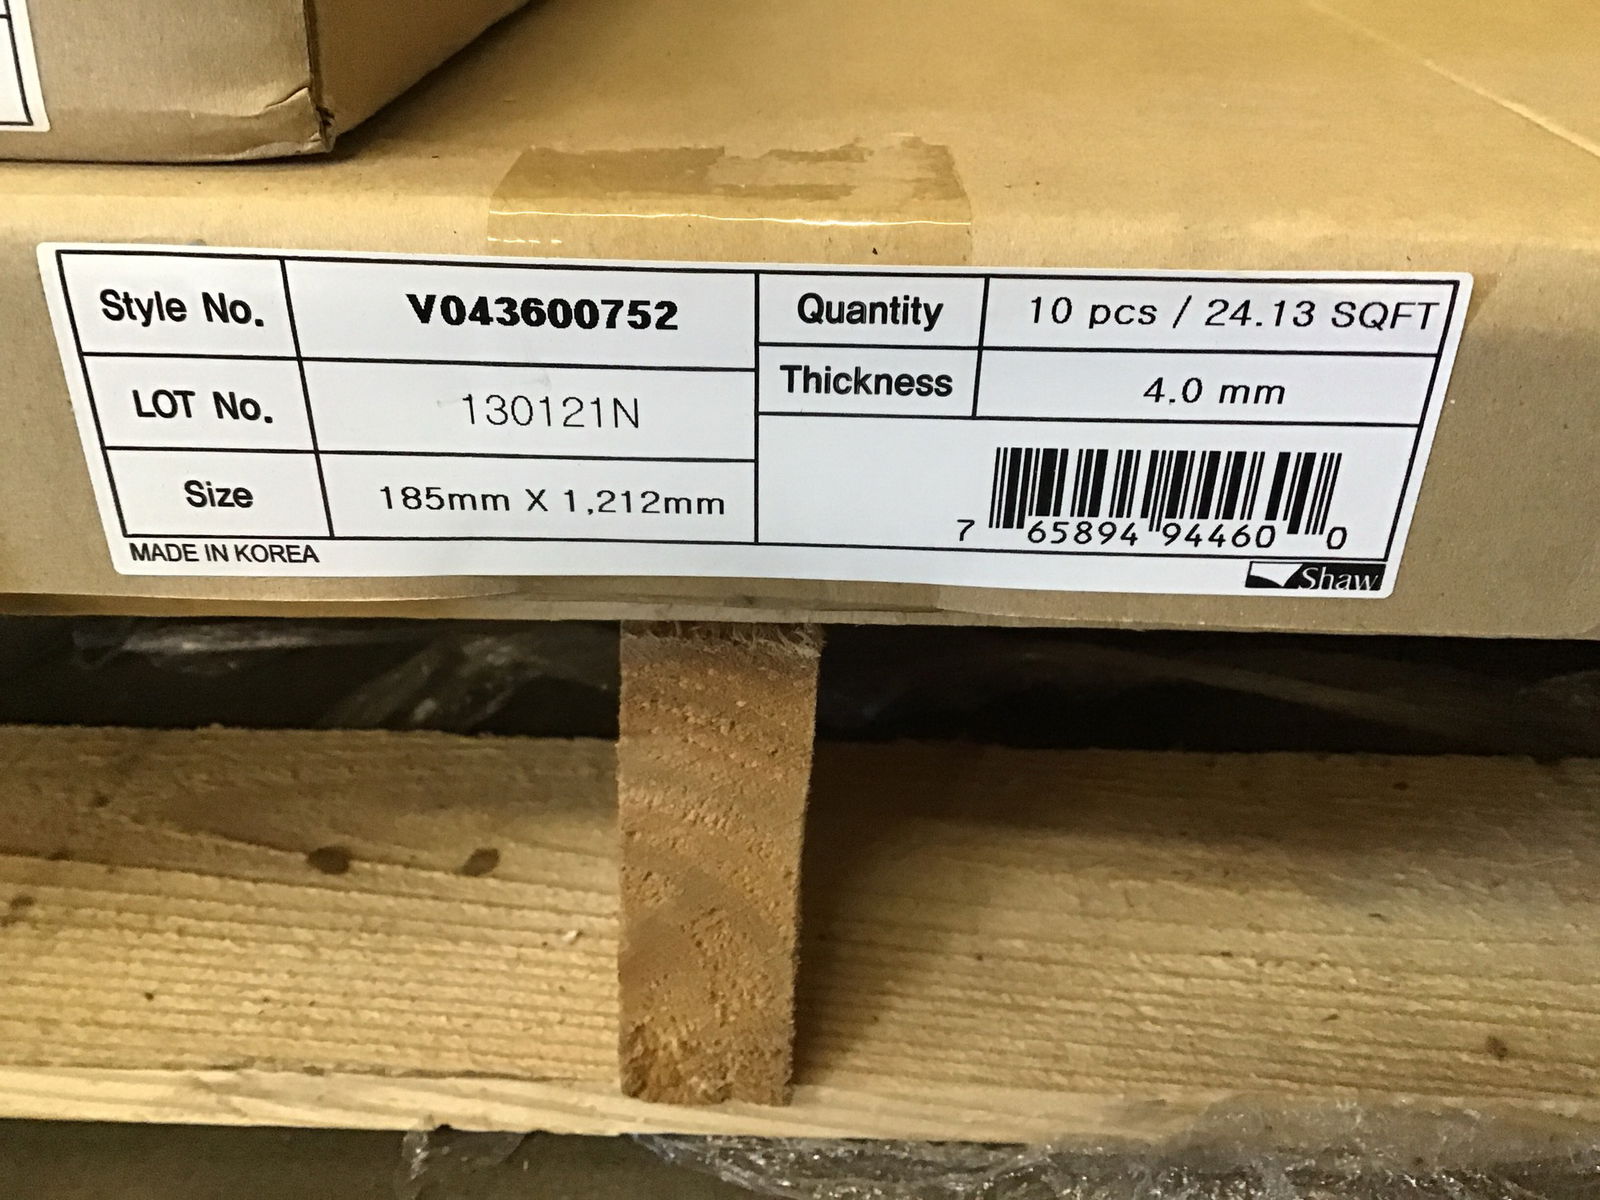 Style No. V043600752 Quantity 10 pcs / 24.13 SQFT
LOT No. 130121N Thickness 4.0 mm
Size 185mm X 1,212mm
7 65894 94460 0
MADE IN KOREA
Shaw